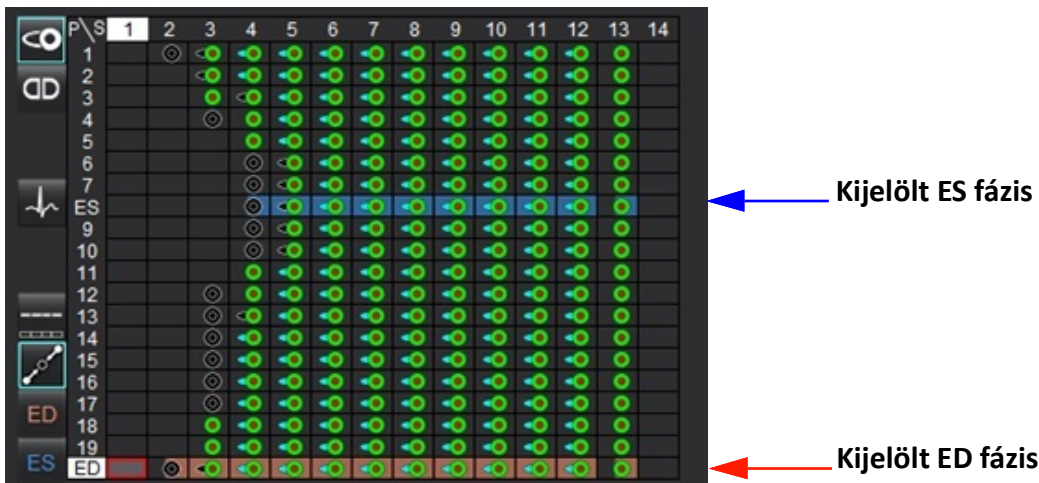 P\S 1 2 3 4 5 6 7 8 9 10 11 12 13 14
1
2
3
4
5
6
7
ES
9
10
11
12
13
14
15
16
17
18
19
ED
ED
ES
Kijelölt ES fázis
Kijelölt ED fázis